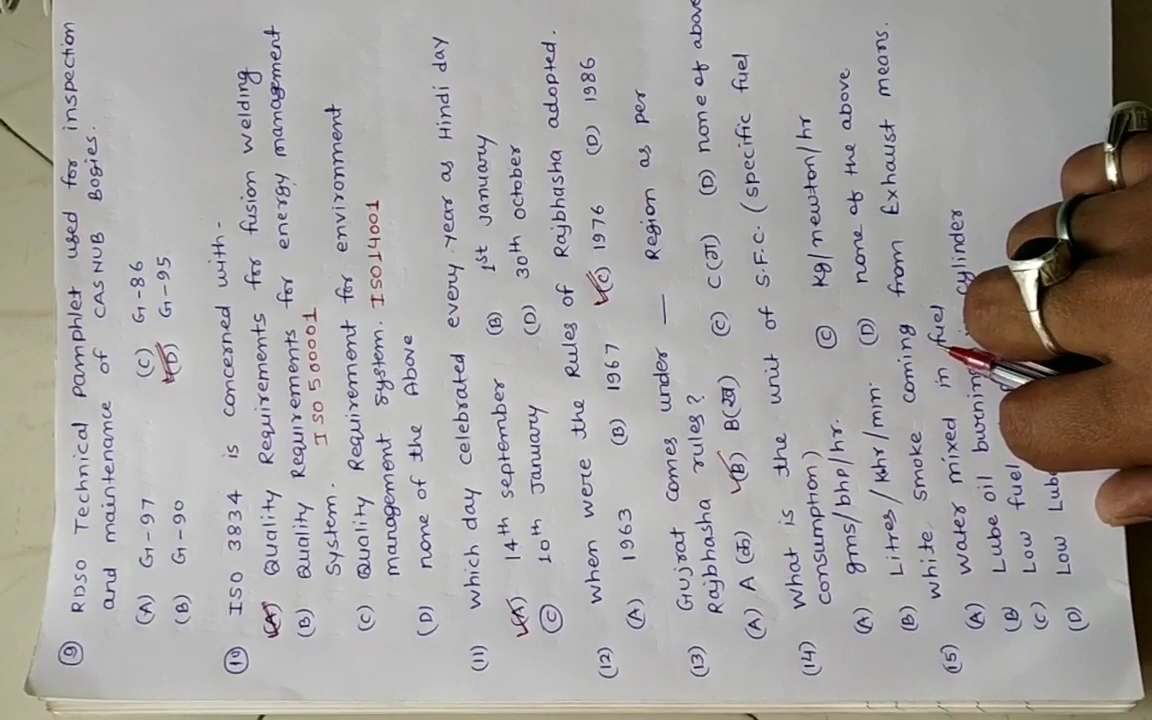 (9) RDSO Technical Pamphlet used for inspection
and maintenance of CASNUB Bogies.
(A) G-97 (C) G-86
(B) G-90 (D) G-95
(10) ISO 3834 is concerned with-
(A) Quality Requirements for fusion welding
(B) Quality Requirements for energy management
System. ISO 500001
(C) Quality Requirement for environment
management system. ISO14001
(D) none of the Above
(11) Which day celebrated every year as Hindi day
(A) 14th september (B) 1st January
(C) 10th January (D) 30th october
(12) When were the Rules of Rajbhasha adopted.
(A) 1963 (B) 1967 (C) 1976 (D) 1986
(13) Gujrat comes under — Region as per
Rajbhasha rules?
(A) A (क) (B) B(ख) (C) C(ग) (D) none of above
(14) What is the unit of S.F.C. (specific fuel
consumption)
(A) gms/bhp/hr. (C) Kg/newton/hr
(B) Litres/khr/min. (D) none of the above
(15) White smoke coming from Exhaust means.
(A) Water mixed in fuel
(B) Lube oil burning cylinder
(C) Low fuel
(D) Low Lube